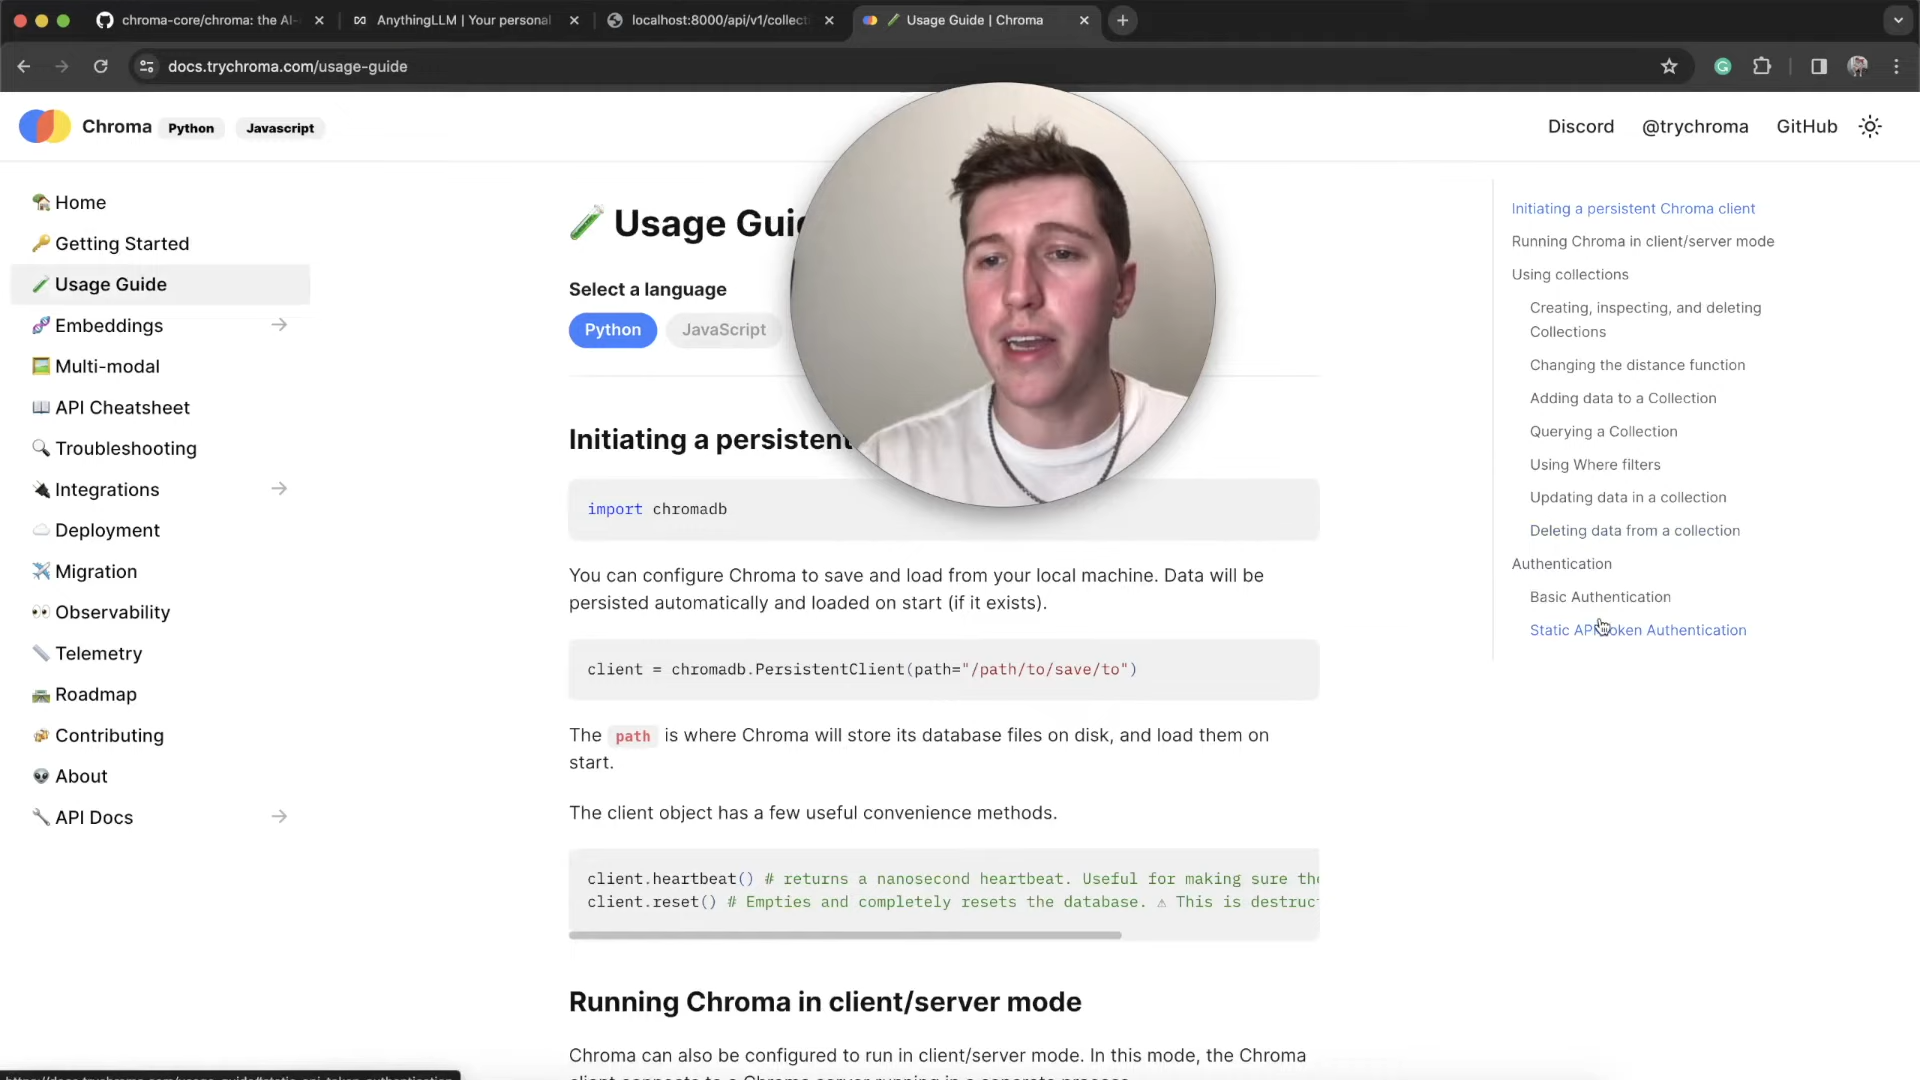 chroma-core/chroma: the AI-
AnythingLLM | Your personal
localhost:8000/api/v1/collecti
Usage Guide | Chroma
docs.trychroma.com/usage-guide
Chroma
Python
Javascript
Discord
@trychroma
GitHub
Home
Getting Started
Usage Guide
Embeddings
Multi-modal
API Cheatsheet
Troubleshooting
Integrations
Deployment
Migration
Observability
Telemetry
Roadmap
Contributing
About
API Docs
Usage Gui
Select a language
Python
JavaScript
Initiating a persistent
import chromadb
You can configure Chroma to save and load from your local machine. Data will be
persisted automatically and loaded on start (if it exists).
client = chromadb.PersistentClient(path="/path/to/save/to")
The path is where Chroma will store its database files on disk, and load them on
start.
The client object has a few useful convenience methods.
client.heartbeat() # returns a nanosecond heartbeat. Useful for making sure the
client.reset() # Empties and completely resets the database. ⚠ This is destruc
Running Chroma in client/server mode
Chroma can also be configured to run in client/server mode. In this mode, the Chroma
Initiating a persistent Chroma client
Running Chroma in client/server mode
Using collections
Creating, inspecting, and deleting
Collections
Changing the distance function
Adding data to a Collection
Querying a Collection
Using Where filters
Updating data in a collection
Deleting data from a collection
Authentication
Basic Authentication
Static API Token Authentication